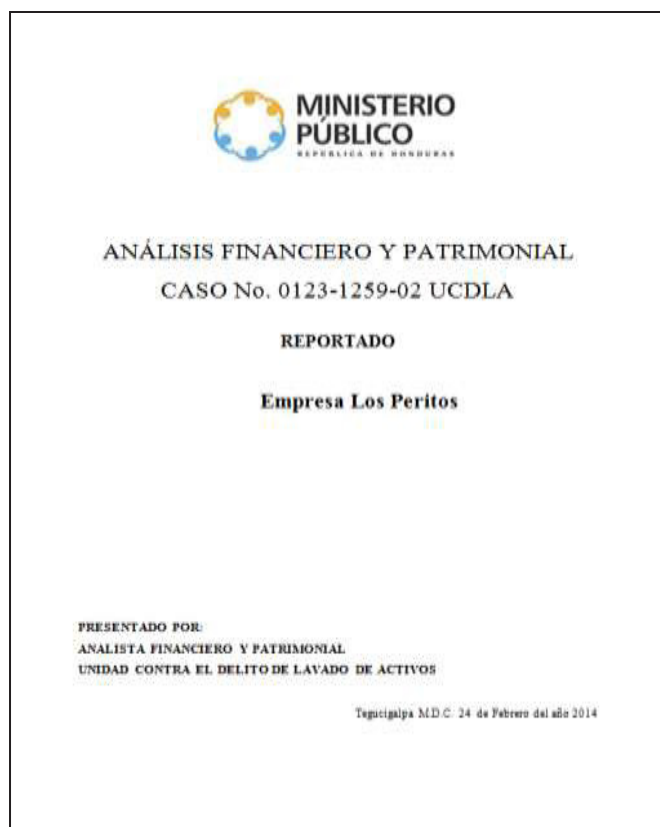 MINISTERIO
PÚBLICO
REPÚBLICA DE HONDURAS
ANÁLISIS FINANCIERO Y PATRIMONIAL
CASO No. 0123-1259-02 UCDLA
REPORTADO
Empresa Los Peritos
PRESENTADO POR:
ANALISTA FINANCIERO Y PATRIMONIAL
UNIDAD CONTRA EL DELITO DE LAVADO DE ACTIVOS
Tegucigalpa M.D.C. 24 de Febrero del año 2014